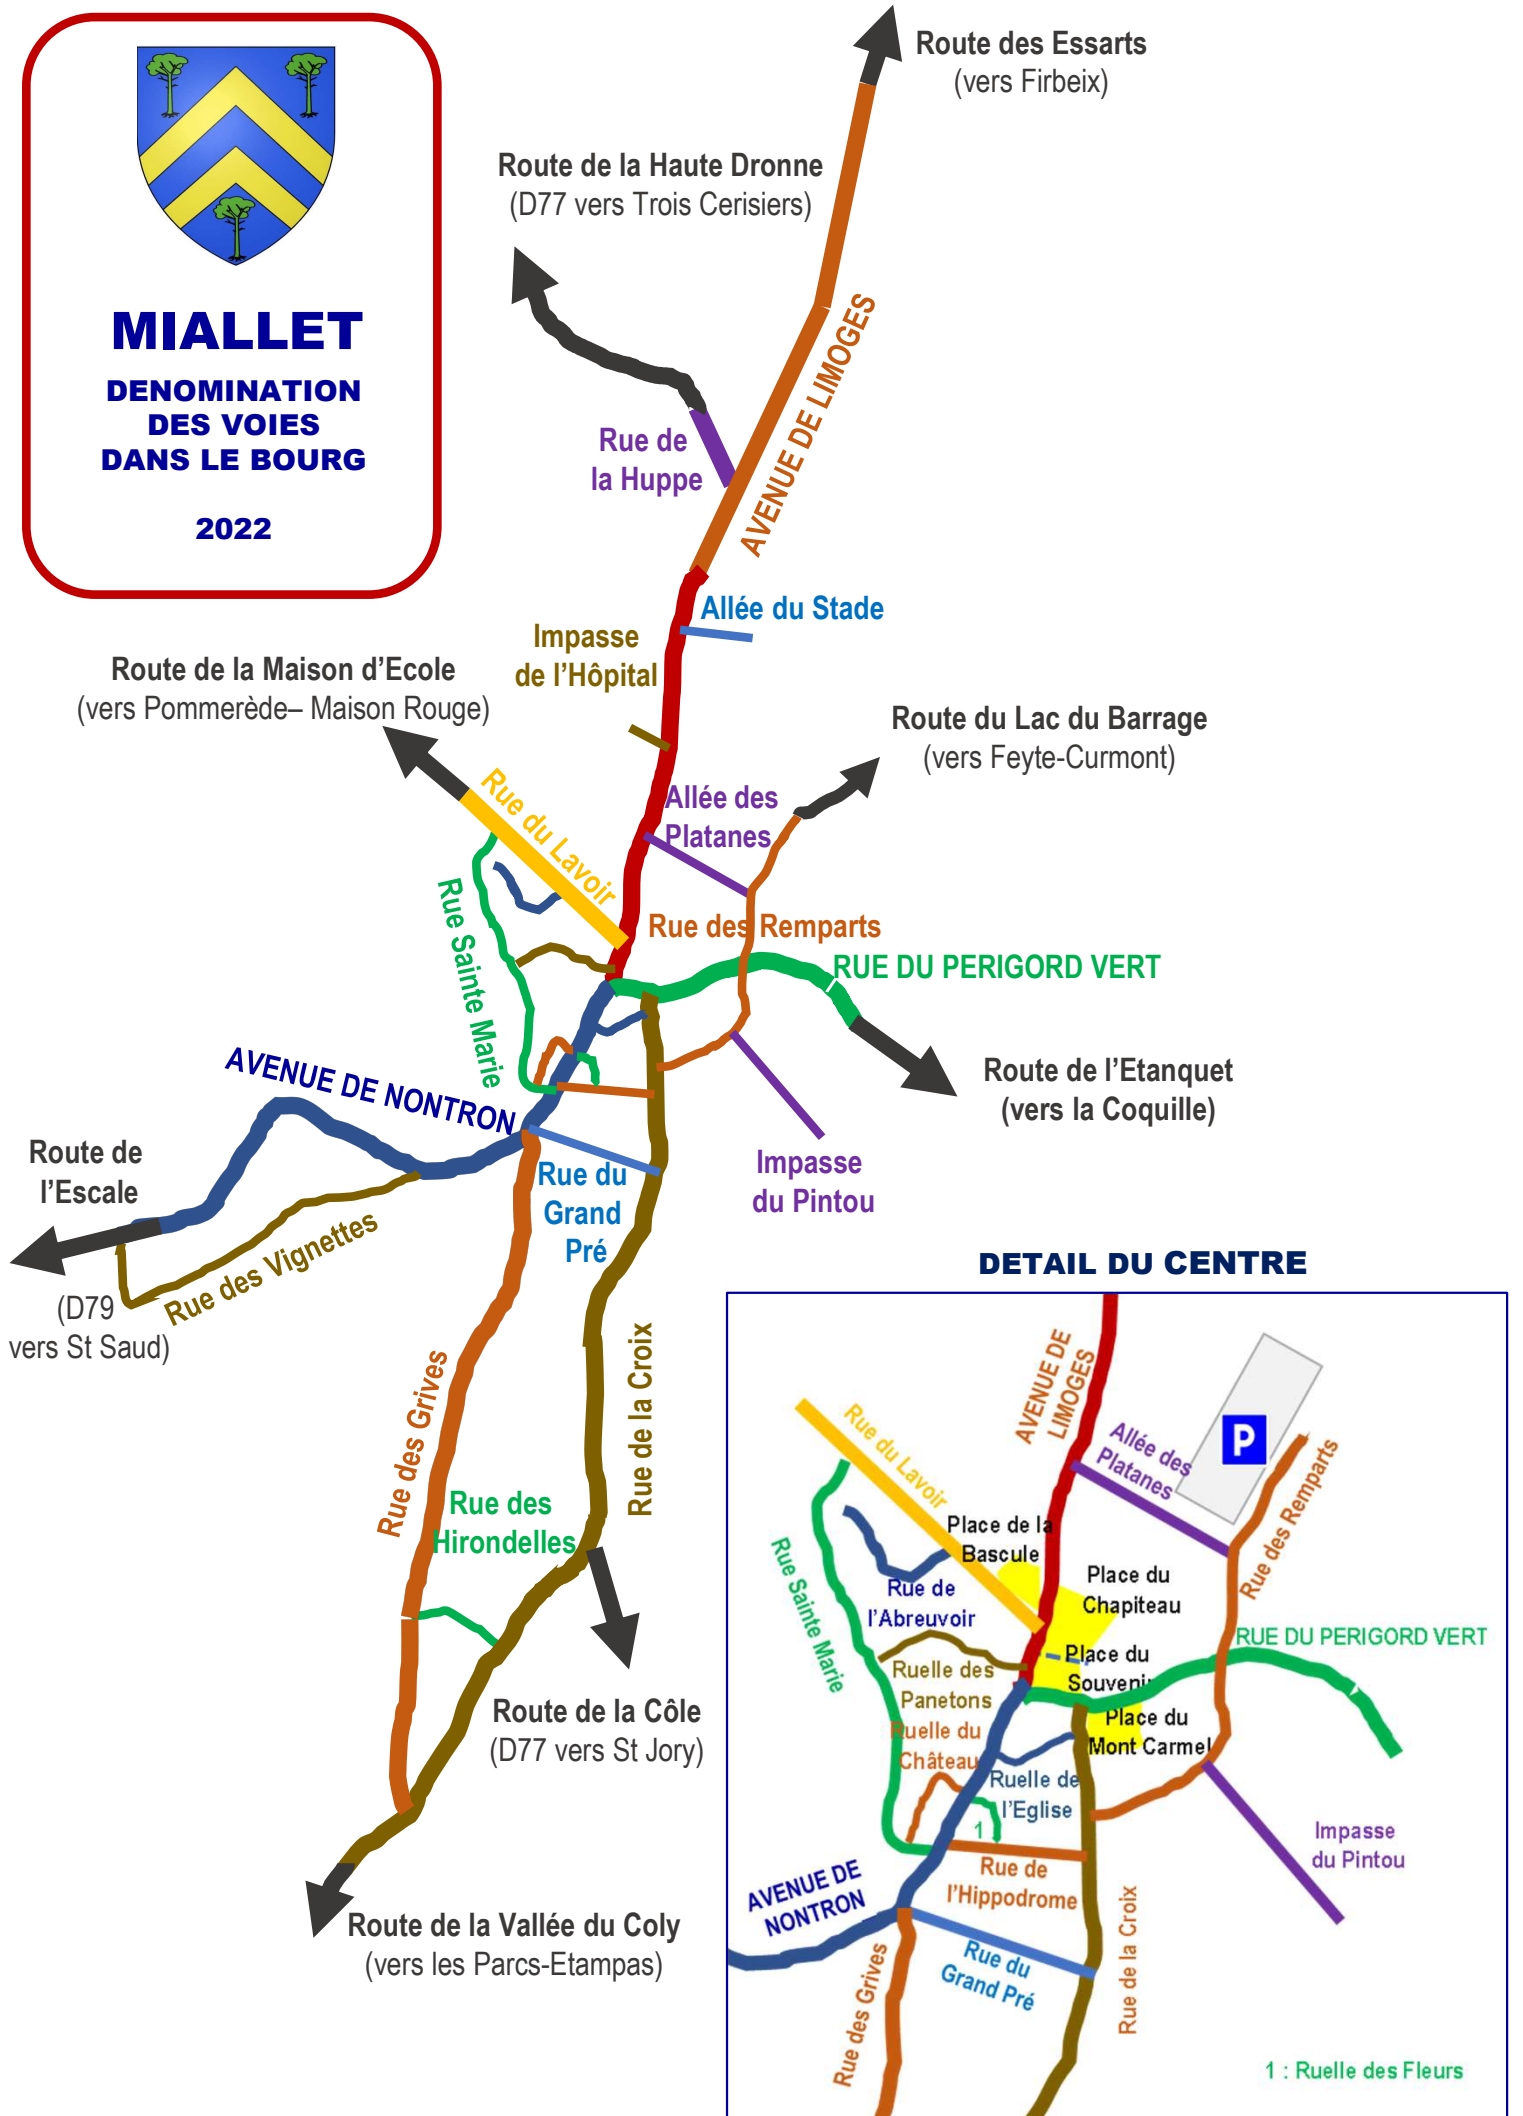 MIALLET
DENOMINATION
DES VOIES
DANS LE BOURG
2022
Route des Essarts
(vers Firbeix)
Route de la Haute Dronne
(D77 vers Trois Cerisiers)
AVENUE DE LIMOGES
Rue de
la Huppe
Allée du Stade
Impasse
de l'Hôpital
Route de la Maison d'Ecole
(vers Pommerède– Maison Rouge)
Route du Lac du Barrage
(vers Feyte-Curmont)
Rue du Lavoir
Allée des
Platanes
Rue Sainte Marie
Rue des Remparts
RUE DU PERIGORD VERT
AVENUE DE NONTRON
Route de l'Etanquet
(vers la Coquille)
Route de
l'Escale
(D79
vers St Saud)
Rue des Vignettes
Rue du
Grand
Pré
Impasse
du Pintou
Rue des Grives
Rue de la Croix
Rue des
Hirondelles
Route de la Côle
(D77 vers St Jory)
Route de la Vallée du Coly
(vers les Parcs-Etampas)
DETAIL DU CENTRE
AVENUE DE
LIMOGES
P
Rue du Lavoir
Allée des
Platanes
Rue des Remparts
Place de la
Bascule
Rue Sainte Marie
Rue de
l'Abreuvoir
Place du
Chapiteau
RUE DU PERIGORD VERT
Ruelle des
Panetons
Place du
Souvenir
Ruelle du
Château
Place du
Mont Carmel
Ruelle de
l'Eglise
1
Impasse
du Pintou
Rue de
l'Hippodrome
AVENUE DE
NONTRON
Rue du
Grand Pré
Rue des Grives
Rue de la Croix
1 : Ruelle des Fleurs